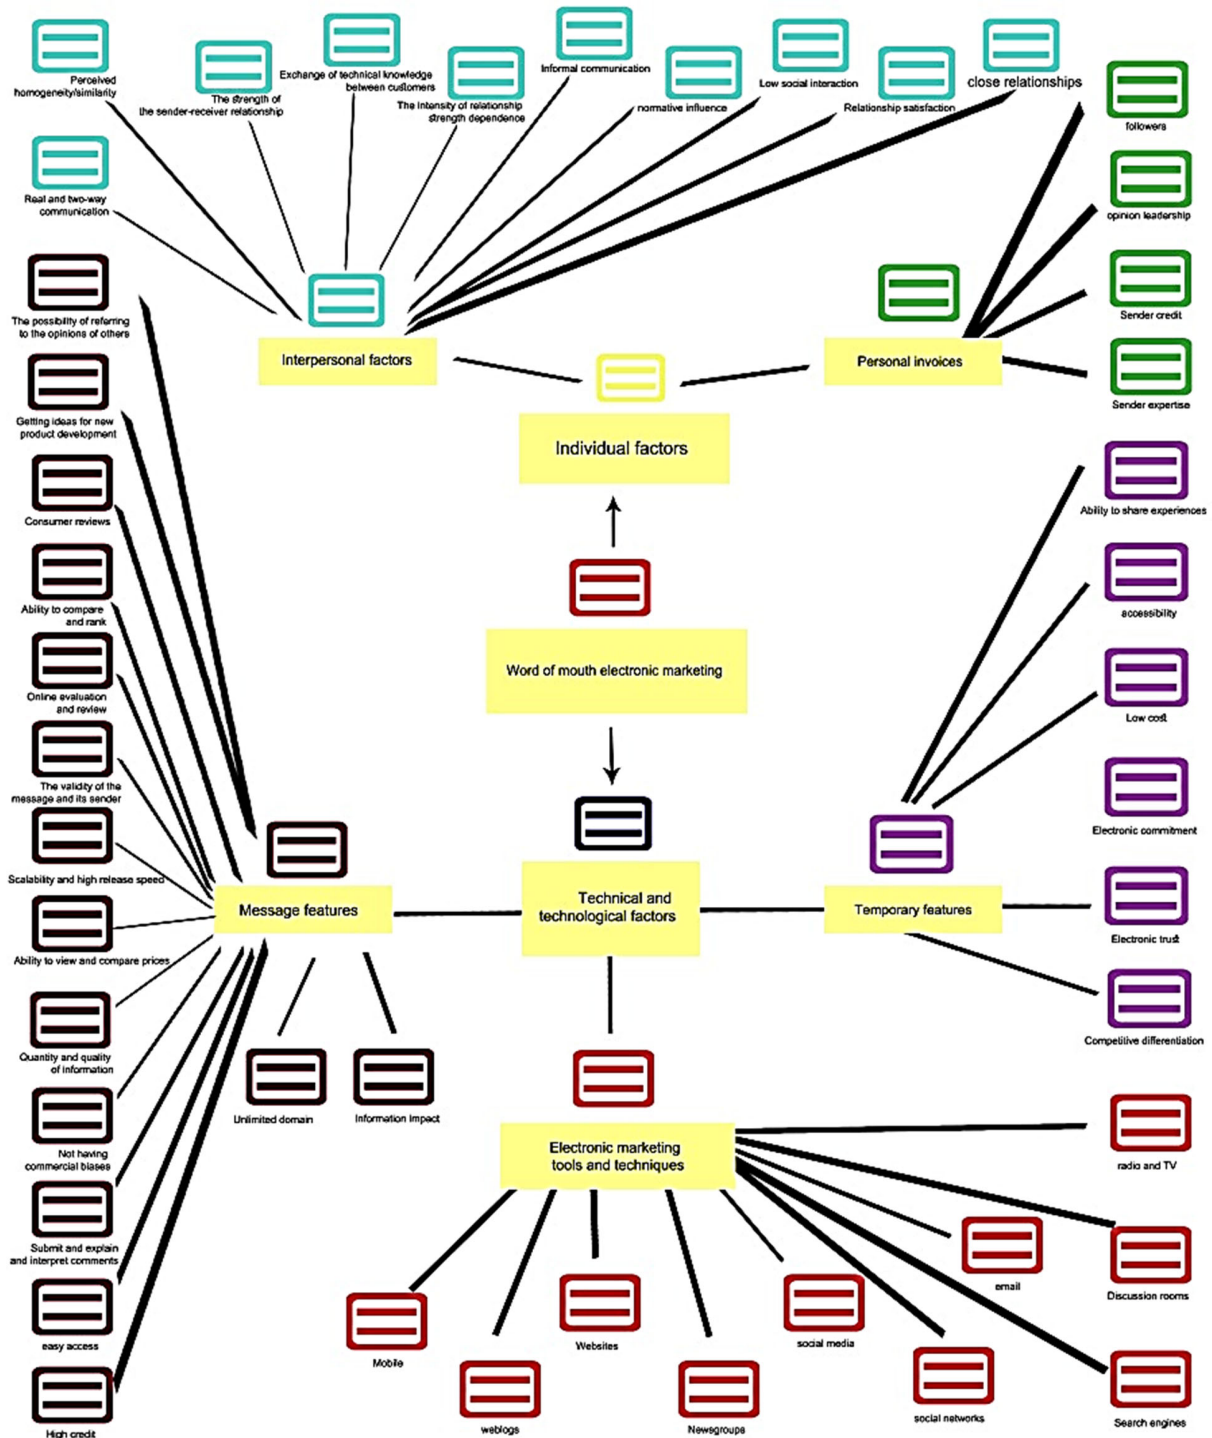 Perceived
homogeneity/similarity
The strength of
the sender-receiver relationship
Exchange of technical knowledge
between customers
The intensity of relationship
strength dependence
Informal communication
normative influence
Low social interaction
Relationship satisfaction
close relationships
followers
Real and two-way
communication
opinion leadership
The possibility of referring
to the opinions of others
Sender credit
Interpersonal factors
Personal invoices
Sender expertise
Getting ideas for new
product development
Individual factors
Consumer reviews
Ability to share experiences
Ability to compare
and rank
accessibility
Online evaluation
and review
Word of mouth electronic marketing
Low cost
The validity of the
message and its sender
Electronic commitment
Scalability and high release speed
Message features
Technical and
technological factors
Temporary features
Ability to view and compare prices
Electronic trust
Quantity and quality
of information
Competitive differentiation
Unlimited domain
Information impact
Not having
commercial biases
Electronic marketing
tools and techniques
radio and TV
Submit and explain
and interpret comments
email
Discussion rooms
easy access
Mobile
Websites
social media
High credit
weblogs
Newsgroups
social networks
Search engines